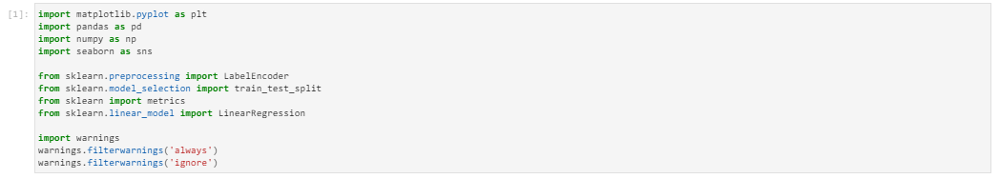 [1]: import matplotlib.pyplot as plt
import pandas as pd
import numpy as np
import seaborn as sns
from sklearn.preprocessing import LabelEncoder
from sklearn.model_selection import train_test_split
from sklearn import metrics
from sklearn.linear_model import LinearRegression
import warnings
warnings.filterwarnings('always')
warnings.filterwarnings('ignore')